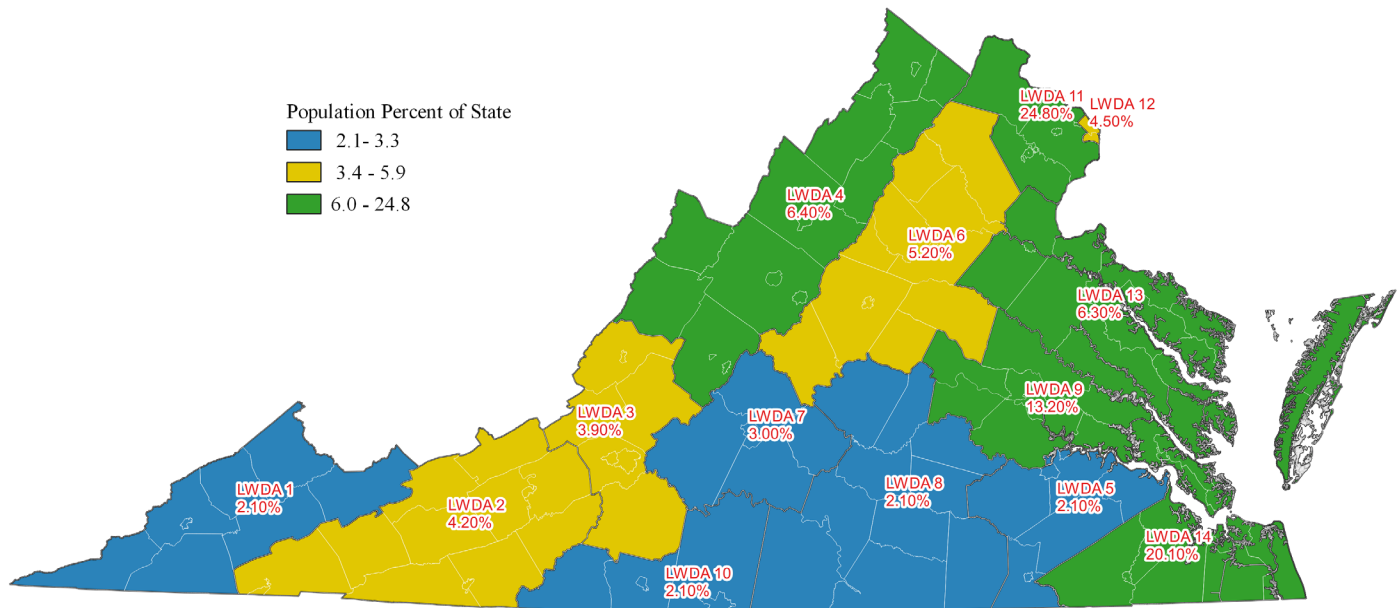 Population Percent of State
2.1- 3.3
3.4 - 5.9
6.0 - 24.8
LWDA 11
24.80%
LWDA 12
4.50%
LWDA 4
6.40%
LWDA 6
5.20%
LWDA 13
6.30%
LWDA 9
13.20%
LWDA 3
3.90%
LWDA 7
3.00%
LWDA 1
2.10%
LWDA 2
4.20%
LWDA 8
2.10%
LWDA 5
2.10%
LWDA 14
20.10%
LWDA 10
2.10%